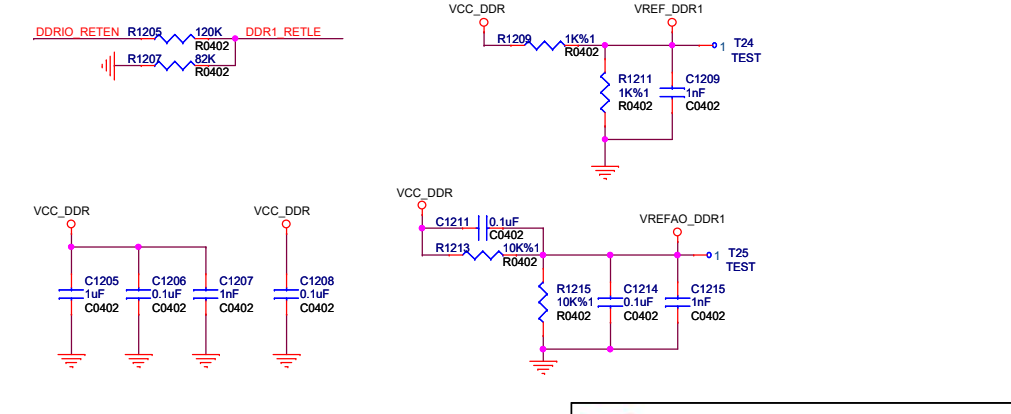 VCC_DDR
VREF_DDR1
DDRIO_RETEN R1205 120K DDR1_RETLE
R0402
R1207 82K
R0402
R1209 1K%1
R0402
1 T24
TEST
R1211
1K%1
R0402
C1209
1nF
C0402
VCC_DDR
VCC_DDR
C1205
1uF
C0402
C1206
0.1uF
C0402
C1207
1nF
C0402
C1208
0.1uF
C0402
VCC_DDR
VREFAO_DDR1
C1211 0.1uF
C0402
R1213 10K%1
R0402
1 T25
TEST
R1215
10K%1
R0402
C1214
0.1uF
C0402
C1215
1nF
C0402